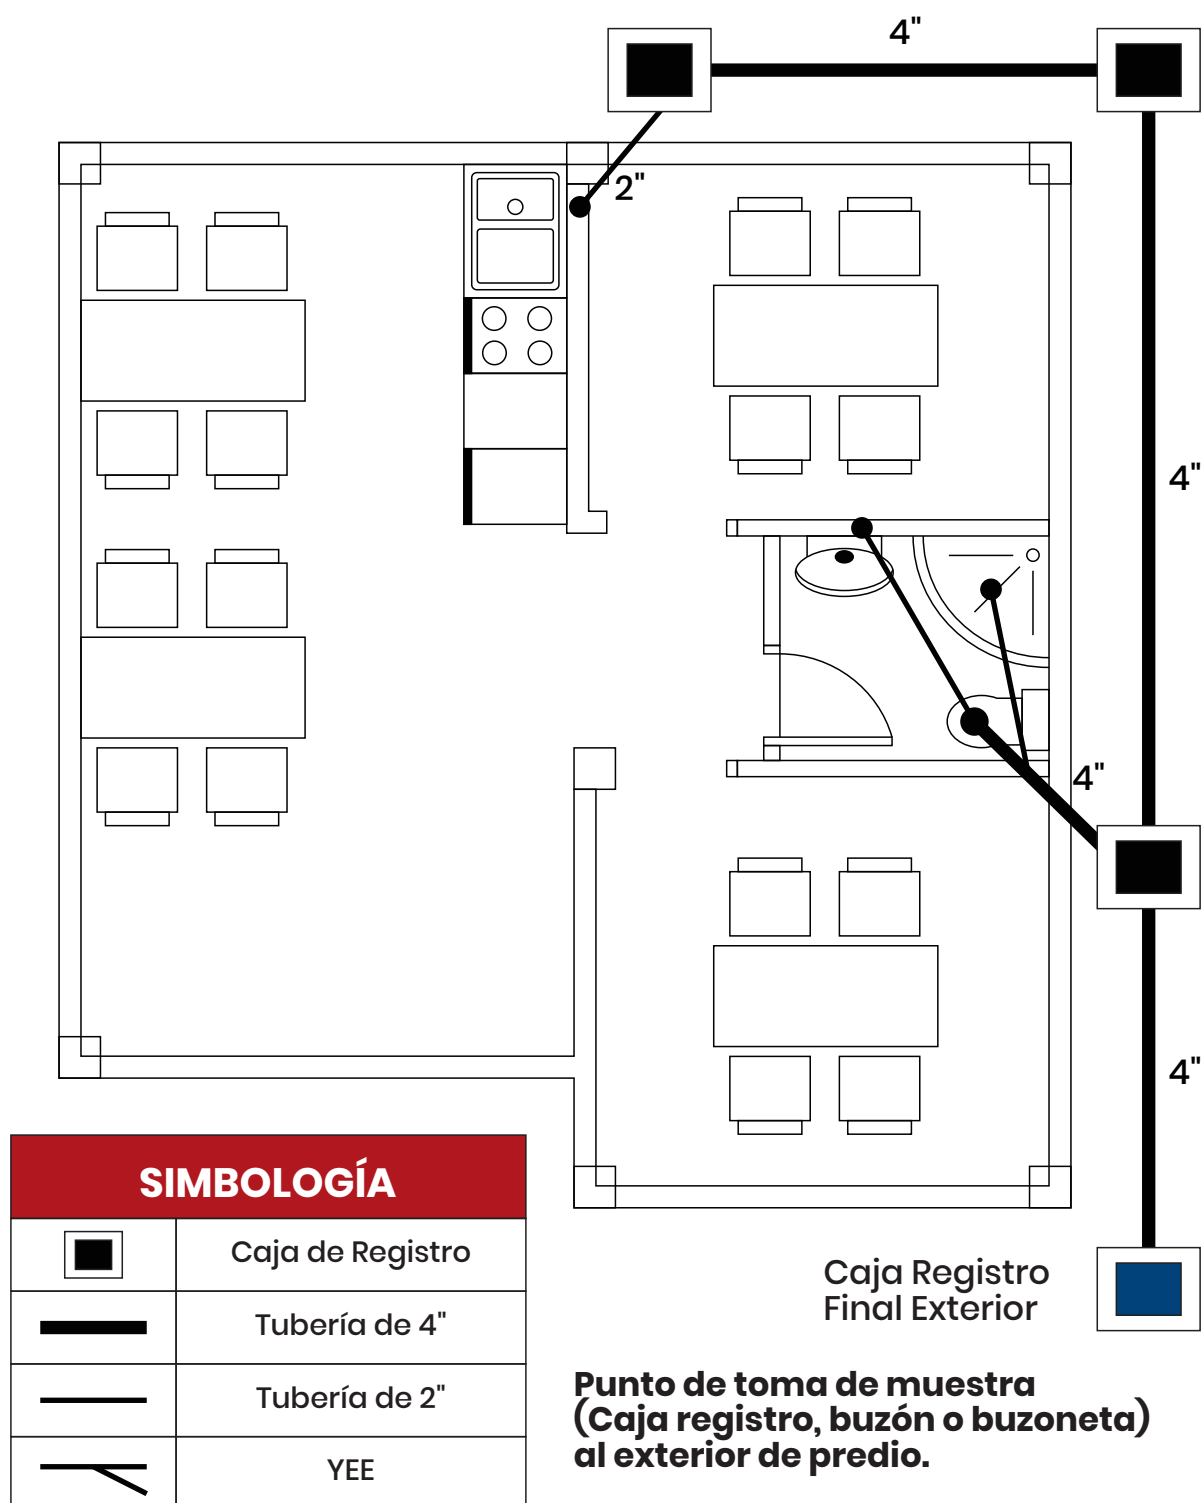 4"
2"
4"
4"
4"
SIMBOLOGÍA
Caja de Registro
Tubería de 4"
Tubería de 2"
YEE
Caja Registro
Final Exterior
Punto de toma de muestra
(Caja registro, buzón o buzoneta)
al exterior de predio.